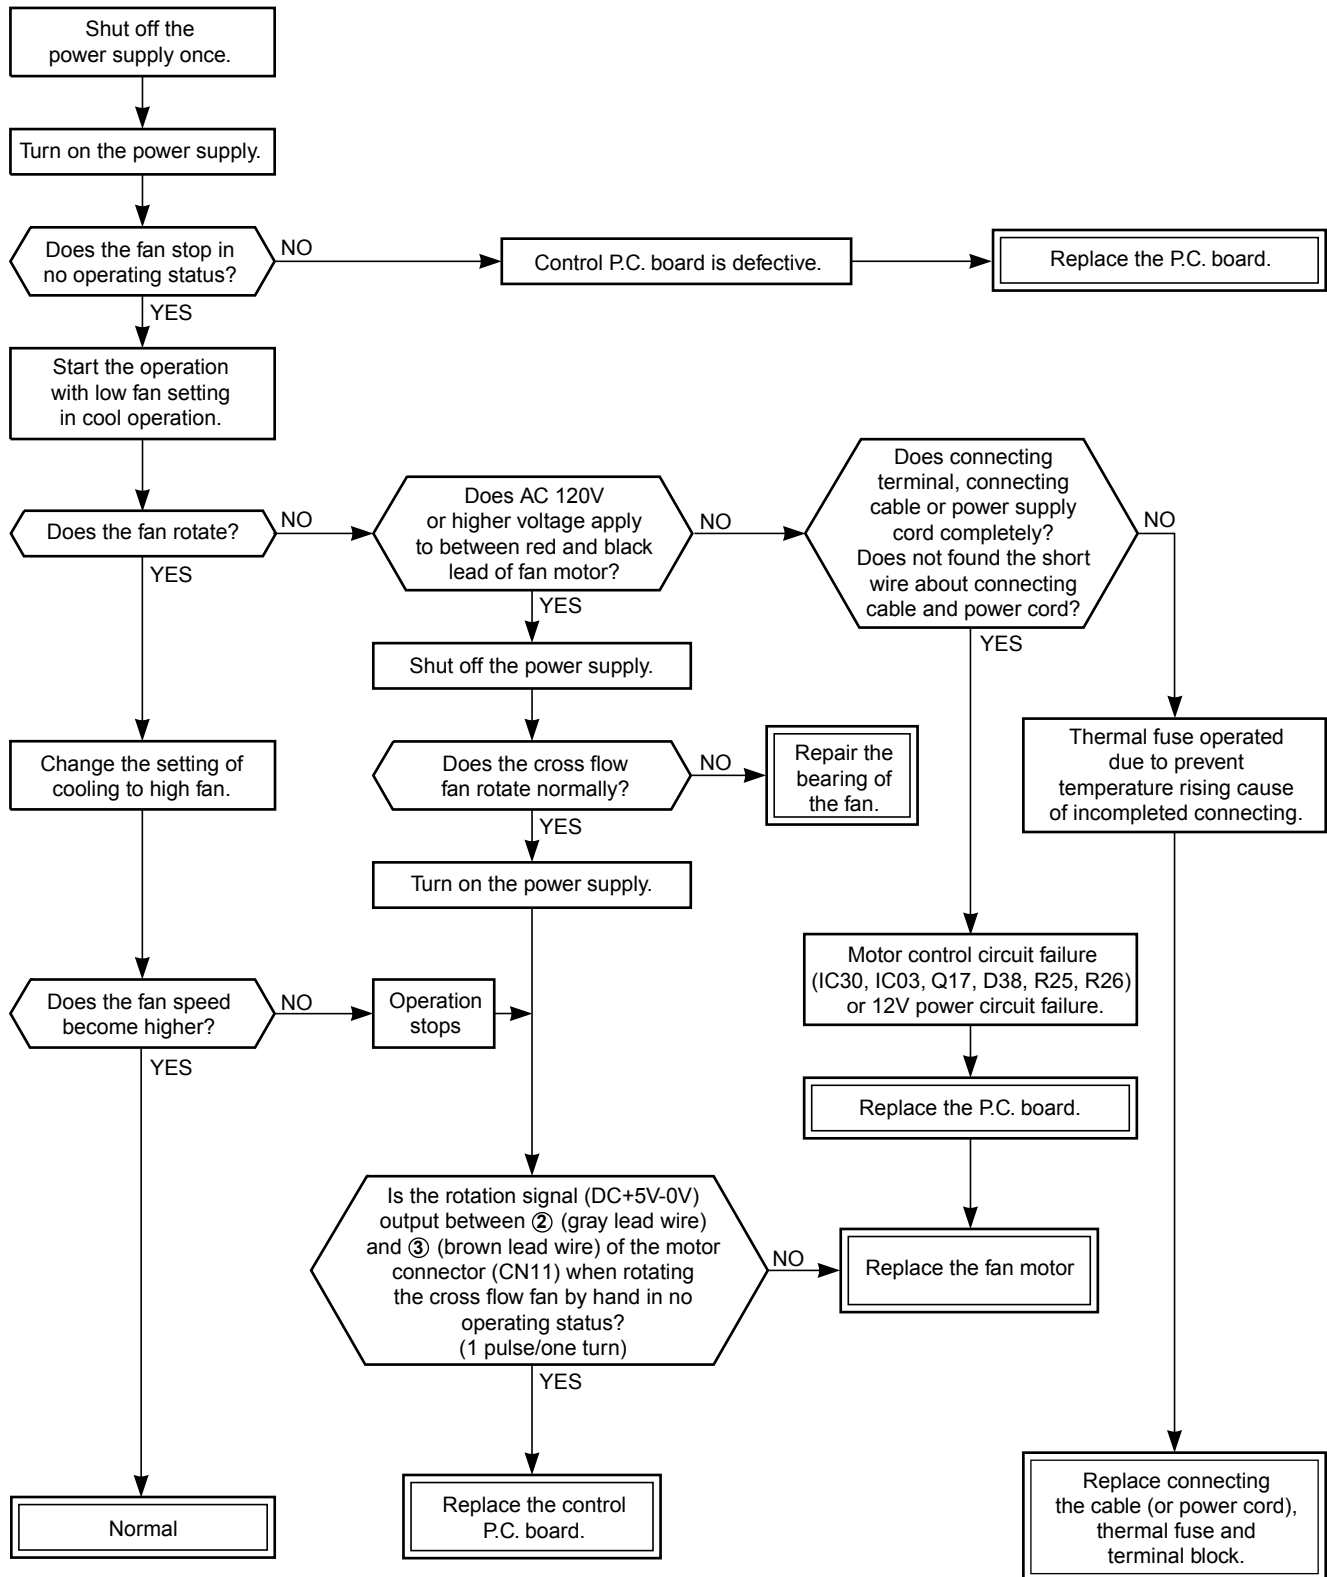 Shut off the
power supply once.
Turn on the power supply.
Does the fan stop in
no operating status?
NO
Control P.C. board is defective.
Replace the P.C. board.
YES
Start the operation
with low fan setting
in cool operation.
Does the fan rotate?
NO
Does AC 120V
or higher voltage apply
to between red and black
lead of fan motor?
NO
Does connecting
terminal, connecting
cable or power supply
cord completely?
Does not found the short
wire about connecting
cable and power cord?
NO
YES
YES
YES
Shut off the power supply.
Change the setting of
cooling to high fan.
Does the cross flow
fan rotate normally?
NO
Repair the
bearing of
the fan.
Thermal fuse operated
due to prevent
temperature rising cause
of incompleted connecting.
YES
Turn on the power supply.
Motor control circuit failure
(IC30, IC03, Q17, D38, R25, R26)
or 12V power circuit failure.
Does the fan speed
become higher?
NO
Operation
stops
YES
Replace the P.C. board.
Is the rotation signal (DC+5V-0V)
output between ② (gray lead wire)
and ③ (brown lead wire) of the motor
connector (CN11) when rotating
the cross flow fan by hand in no
operating status?
(1 pulse/one turn)
NO
Replace the fan motor
YES
Normal
Replace the control
P.C. board.
Replace connecting
the cable (or power cord),
thermal fuse and
terminal block.